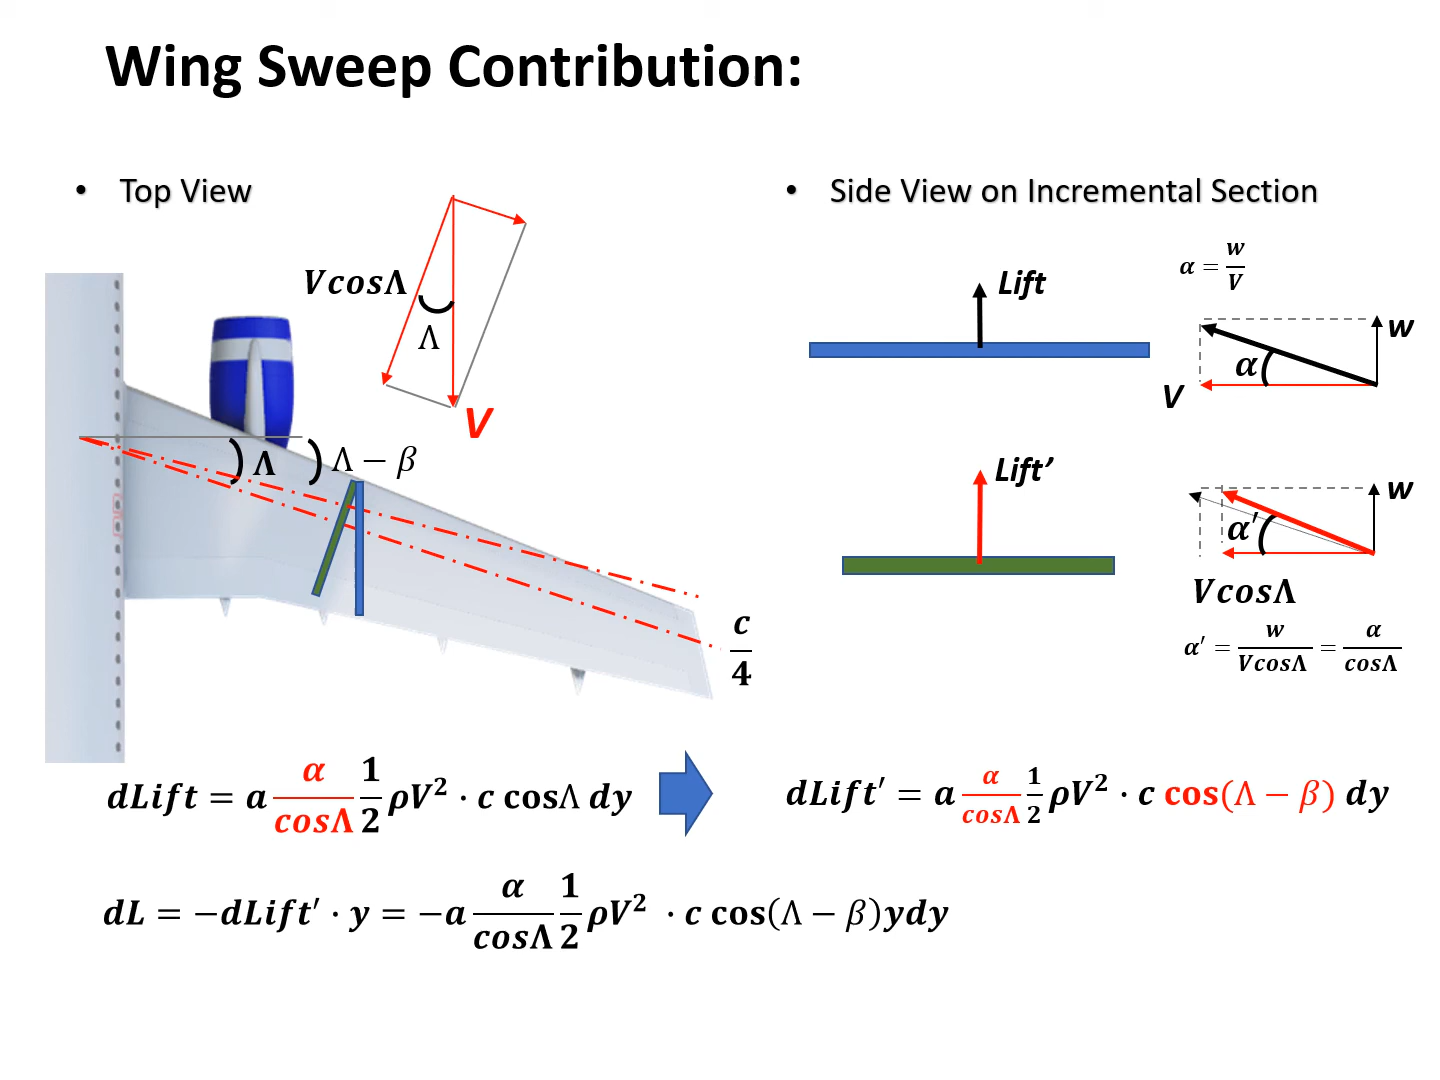 Wing Sweep Contribution:
• Top View
VcosΛ
Λ
V
Λ
Λ − β
c/4
• Side View on Incremental Section
Lift
α = w/V
w
α
V
Lift′
w
α′
VcosΛ
α′ = w/VcosΛ = α/cosΛ
dLift = a α/cosΛ 1/2 ρV² · c cosΛ dy
dLift′ = a α/cosΛ 1/2 ρV² · c cos(Λ − β) dy
dL = −dLift′ · y = −a α/cosΛ 1/2 ρV² · c cos(Λ − β)ydy